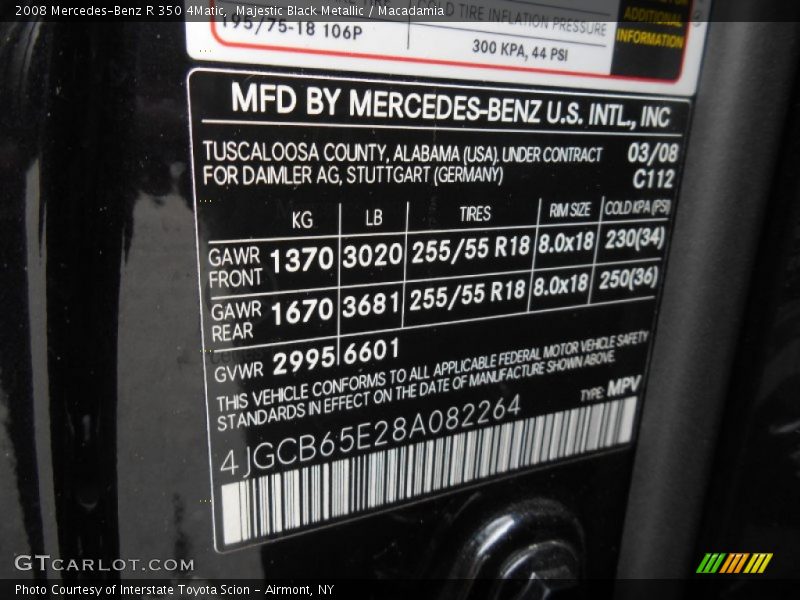 2008 Mercedes-Benz R 350 4Matic, Majestic Black Metallic / Macadamia
COLD TIRE INFLATION PRESSURE
195/75-18 106P
300 KPA, 44 PSI
ADDITIONAL
INFORMATION
MFD BY MERCEDES-BENZ U.S. INTL., INC
TUSCALOOSA COUNTY, ALABAMA (USA). UNDER CONTRACT 03/08
FOR DAIMLER AG, STUTTGART (GERMANY) C112
KG LB TIRES RIM SIZE COLD KPA (PSI)
GAWR FRONT 1370 3020 255/55 R18 8.0x18 230(34)
GAWR REAR 1670 3681 255/55 R18 8.0x18 250(36)
GVWR 2995 6601
THIS VEHICLE CONFORMS TO ALL APPLICABLE FEDERAL MOTOR VEHICLE SAFETY
STANDARDS IN EFFECT ON THE DATE OF MANUFACTURE SHOWN ABOVE.
TYPE: MPV
4JGCB65E28A082264
GTCARLOT.COM
Photo Courtesy of Interstate Toyota Scion - Airmont, NY